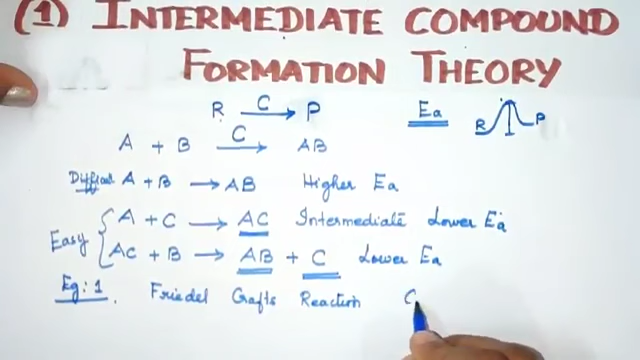 (1) INTERMEDIATE COMPOUND
FORMATION THEORY
R C → P Ea R P
A + B C → AB
Difficult A + B → AB Higher Ea
Easy { A + C → AC Intermediate Lower Ea
AC + B → AB + C Lower Ea
Eg: 1. Friedel Crafts Reaction C